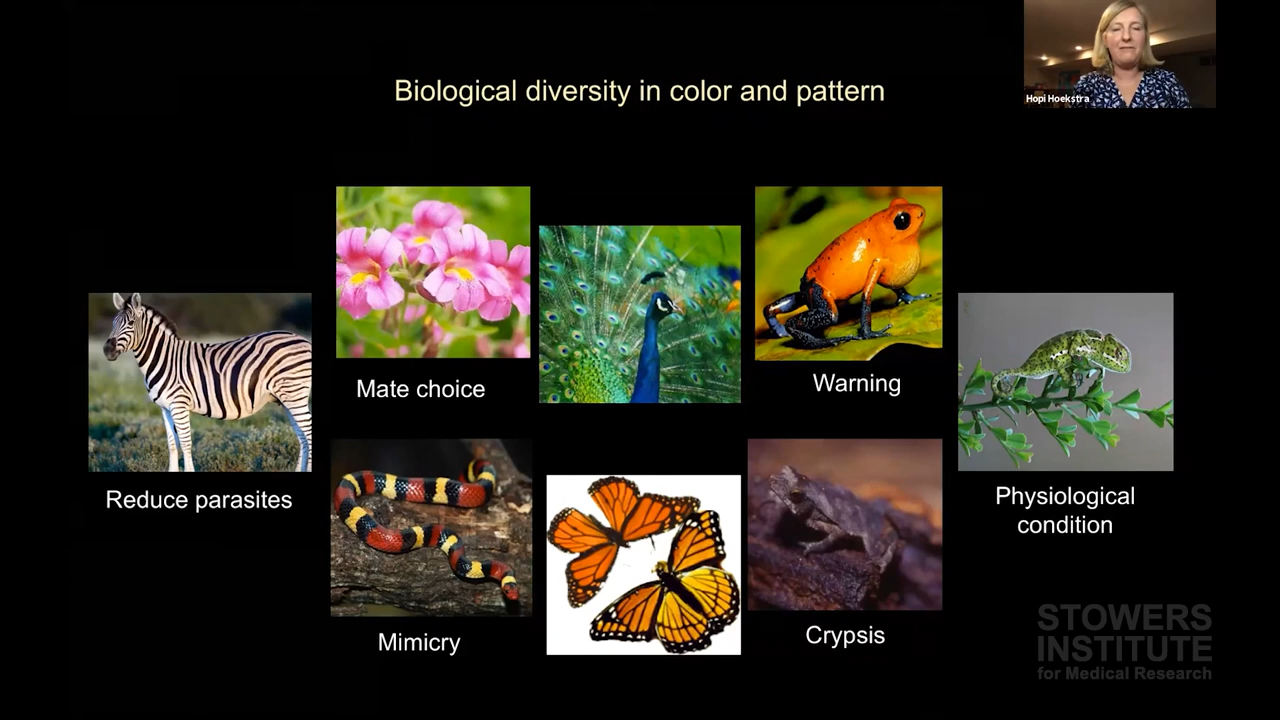 Hopi Hoekstra
Biological diversity in color and pattern
Mate choice
Warning
Reduce parasites
Physiological
condition
Mimicry
Crypsis
STOWERS
INSTITUTE
for Medical Research